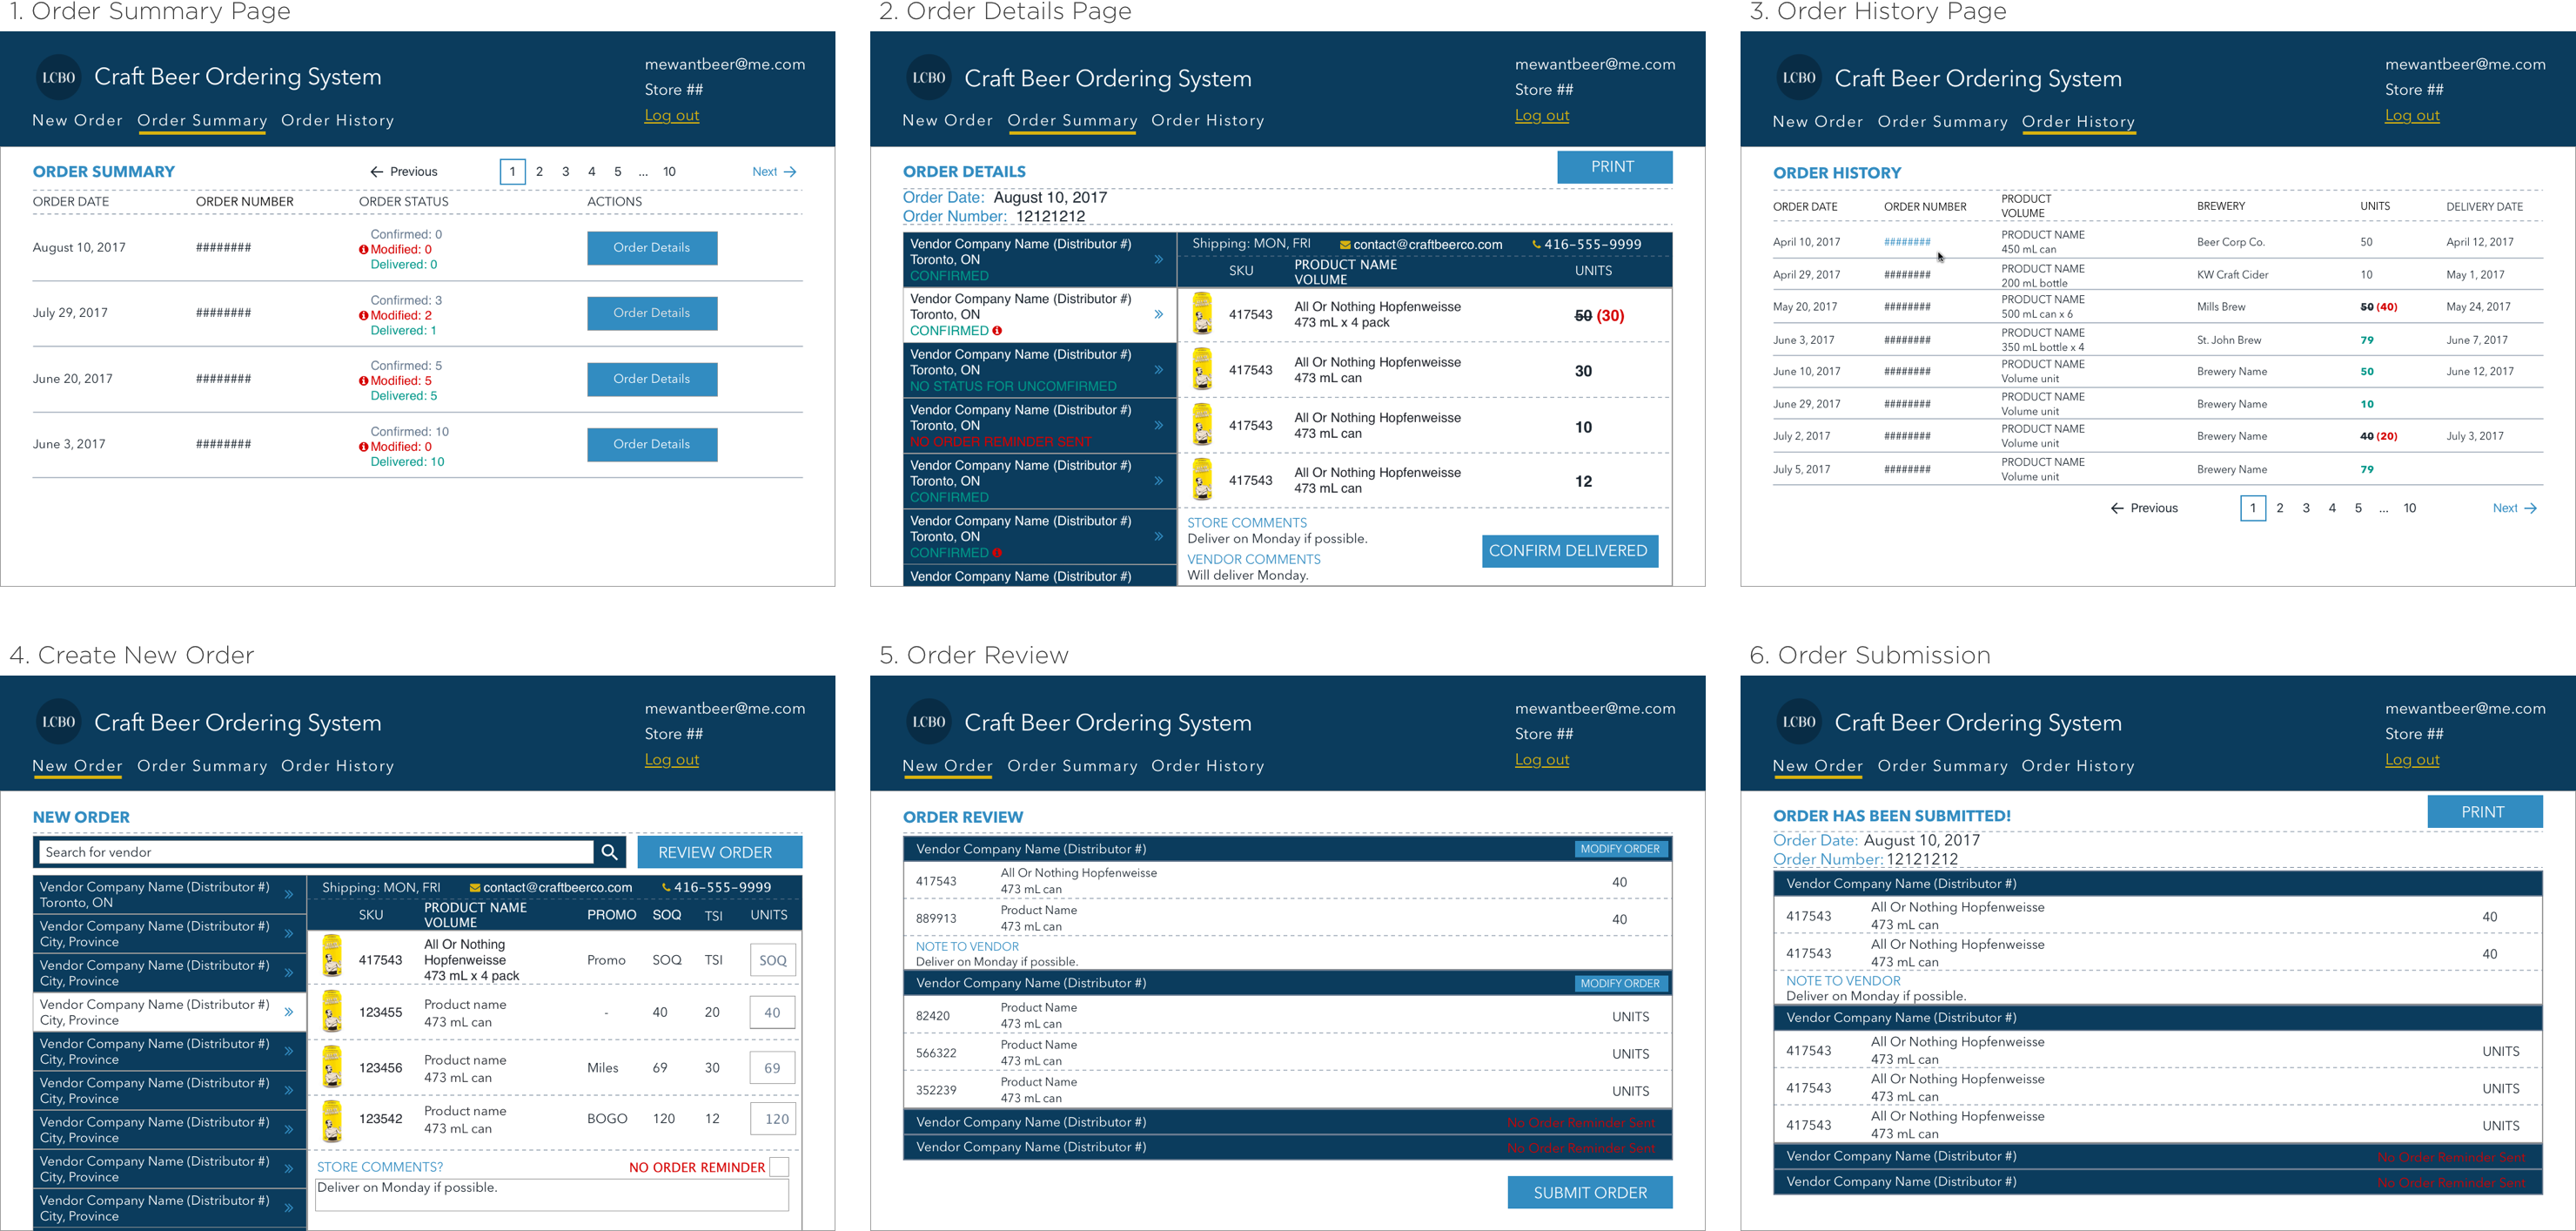 1. Order Summary Page
LCBO Craft Beer Ordering System
mewantbeer@me.com
Store ##
Log out
New Order Order Summary Order History
ORDER SUMMARY Previous 1 2 3 4 5 ... 10 Next
ORDER DATE ORDER NUMBER ORDER STATUS ACTIONS
August 10, 2017 ######## Confirmed: 0 Order Details
Modified: 0
Delivered: 0
July 29, 2017 ######## Confirmed: 3 Order Details
Modified: 2
Delivered: 1
June 20, 2017 ######## Confirmed: 5 Order Details
Modified: 5
Delivered: 5
June 3, 2017 ######## Confirmed: 10 Order Details
Modified: 0
Delivered: 10
2. Order Details Page
LCBO Craft Beer Ordering System
mewantbeer@me.com
Store ##
Log out
New Order Order Summary Order History
ORDER DETAILS PRINT
Order Date: August 10, 2017
Order Number: 12121212
Vendor Company Name (Distributor #)
Toronto, ON
CONFIRMED
Vendor Company Name (Distributor #)
Toronto, ON
CONFIRMED
Vendor Company Name (Distributor #)
Toronto, ON
NO STATUS FOR UNCOMFIRMED
Vendor Company Name (Distributor #)
Toronto, ON
NO ORDER REMINDER SENT
Vendor Company Name (Distributor #)
Toronto, ON
CONFIRMED
Vendor Company Name (Distributor #)
Toronto, ON
CONFIRMED
Vendor Company Name (Distributor #)
Shipping: MON, FRI contact@craftbeerco.com 416-555-9999
SKU PRODUCT NAME UNITS
VOLUME
417543 All Or Nothing Hopfenweisse 50 (30)
473 mL x 4 pack
417543 All Or Nothing Hopfenweisse 30
473 mL can
417543 All Or Nothing Hopfenweisse 10
473 mL can
417543 All Or Nothing Hopfenweisse 12
473 mL can
STORE COMMENTS
Deliver on Monday if possible.
VENDOR COMMENTS
Will deliver Monday.
CONFIRM DELIVERED
3. Order History Page
LCBO Craft Beer Ordering System
mewantbeer@me.com
Store ##
Log out
New Order Order Summary Order History
ORDER HISTORY
ORDER DATE ORDER NUMBER PRODUCT BREWERY UNITS DELIVERY DATE
VOLUME
April 10, 2017 ######## PRODUCT NAME Beer Corp Co. 50 April 12, 2017
450 mL can
April 29, 2017 ######## PRODUCT NAME KW Craft Cider 10 May 1, 2017
200 mL bottle
May 20, 2017 ######## PRODUCT NAME Mills Brew 50 (40) May 24, 2017
500 mL can x 6
June 3, 2017 ######## PRODUCT NAME St. John Brew 79 June 7, 2017
350 mL bottle x 4
June 10, 2017 ######## PRODUCT NAME Brewery Name 50 June 12, 2017
Volume unit
June 29, 2017 ######## PRODUCT NAME Brewery Name 10
Volume unit
July 2, 2017 ######## PRODUCT NAME Brewery Name 40 (20) July 3, 2017
Volume unit
July 5, 2017 ######## PRODUCT NAME Brewery Name 79
Volume unit
Previous 1 2 3 4 5 ... 10 Next
4. Create New Order
LCBO Craft Beer Ordering System
mewantbeer@me.com
Store ##
Log out
New Order Order Summary Order History
NEW ORDER
Search for vendor REVIEW ORDER
Vendor Company Name (Distributor #)
Toronto, ON
Vendor Company Name (Distributor #)
City, Province
Vendor Company Name (Distributor #)
City, Province
Vendor Company Name (Distributor #)
City, Province
Vendor Company Name (Distributor #)
City, Province
Vendor Company Name (Distributor #)
City, Province
Vendor Company Name (Distributor #)
City, Province
Vendor Company Name (Distributor #)
City, Province
Vendor Company Name (Distributor #)
City, Province
Shipping: MON, FRI contact@craftbeerco.com 416-555-9999
SKU PRODUCT NAME PROMO SOQ TSI UNITS
VOLUME
417543 All Or Nothing Promo SOQ TSI SOQ
Hopfenweisse
473 mL x 4 pack
123455 Product name - 40 20 40
473 mL can
123456 Product name Miles 69 30 69
473 mL can
123542 Product name BOGO 120 12 120
473 mL can
STORE COMMENTS? NO ORDER REMINDER
Deliver on Monday if possible.
5. Order Review
LCBO Craft Beer Ordering System
mewantbeer@me.com
Store ##
Log out
New Order Order Summary Order History
ORDER REVIEW
Vendor Company Name (Distributor #) MODIFY ORDER
417543 All Or Nothing Hopfenweisse 40
473 mL can
889913 Product Name 40
473 mL can
NOTE TO VENDOR
Deliver on Monday if possible.
Vendor Company Name (Distributor #) MODIFY ORDER
82420 Product Name UNITS
473 mL can
566322 Product Name UNITS
473 mL can
352239 Product Name UNITS
473 mL can
Vendor Company Name (Distributor #) No Order Reminder Sent
Vendor Company Name (Distributor #) No Order Reminder Sent
SUBMIT ORDER
6. Order Submission
LCBO Craft Beer Ordering System
mewantbeer@me.com
Store ##
Log out
New Order Order Summary Order History
ORDER HAS BEEN SUBMITTED! PRINT
Order Date: August 10, 2017
Order Number: 12121212
Vendor Company Name (Distributor #)
417543 All Or Nothing Hopfenweisse 40
473 mL can
417543 All Or Nothing Hopfenweisse 40
473 mL can
NOTE TO VENDOR
Deliver on Monday if possible.
Vendor Company Name (Distributor #)
417543 All Or Nothing Hopfenweisse UNITS
473 mL can
417543 All Or Nothing Hopfenweisse UNITS
473 mL can
417543 All Or Nothing Hopfenweisse UNITS
473 mL can
Vendor Company Name (Distributor #) No Order Reminder Sent
Vendor Company Name (Distributor #) No Order Reminder Sent